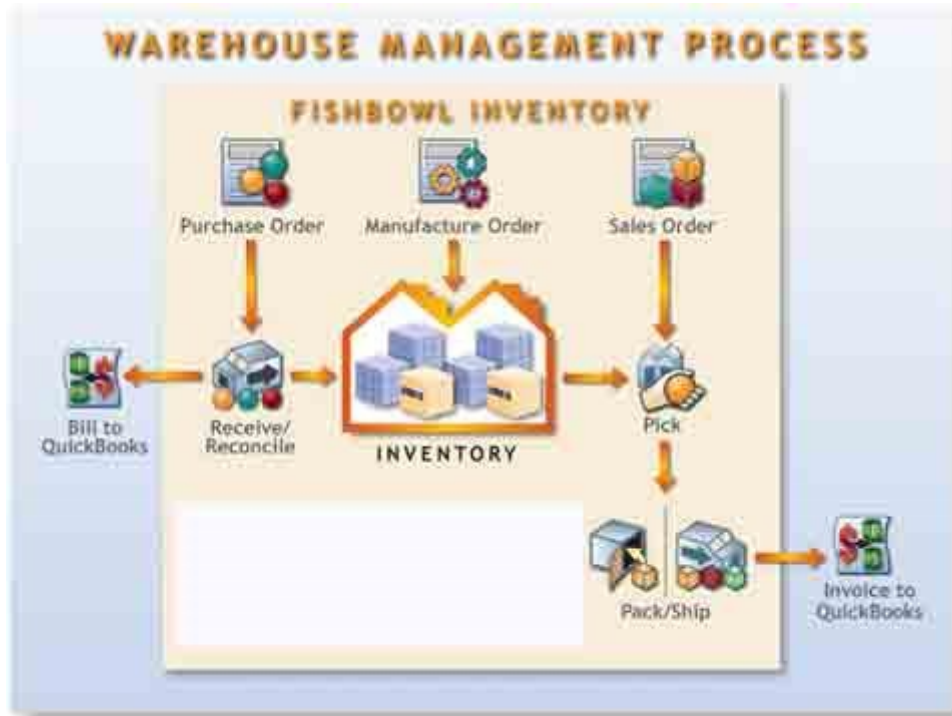 WAREHOUSE MANAGEMENT PROCESS
FISHBOWL INVENTORY
Purchase Order
Manufacture Order
Sales Order
Bill to
QuickBooks
Receive/
Reconcile
INVENTORY
Pick
Pack/Ship
Invoice to
QuickBooks